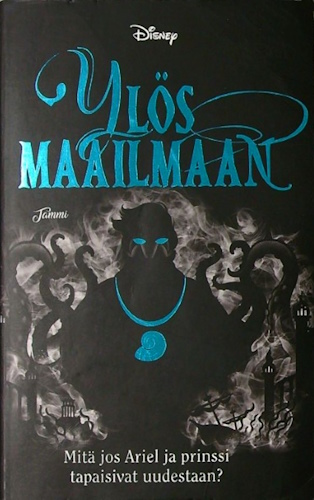 Disney
YLÖS
MAAILMAAN
Tammi
Mitä jos Ariel ja prinssi
tapaisivat uudestaan?